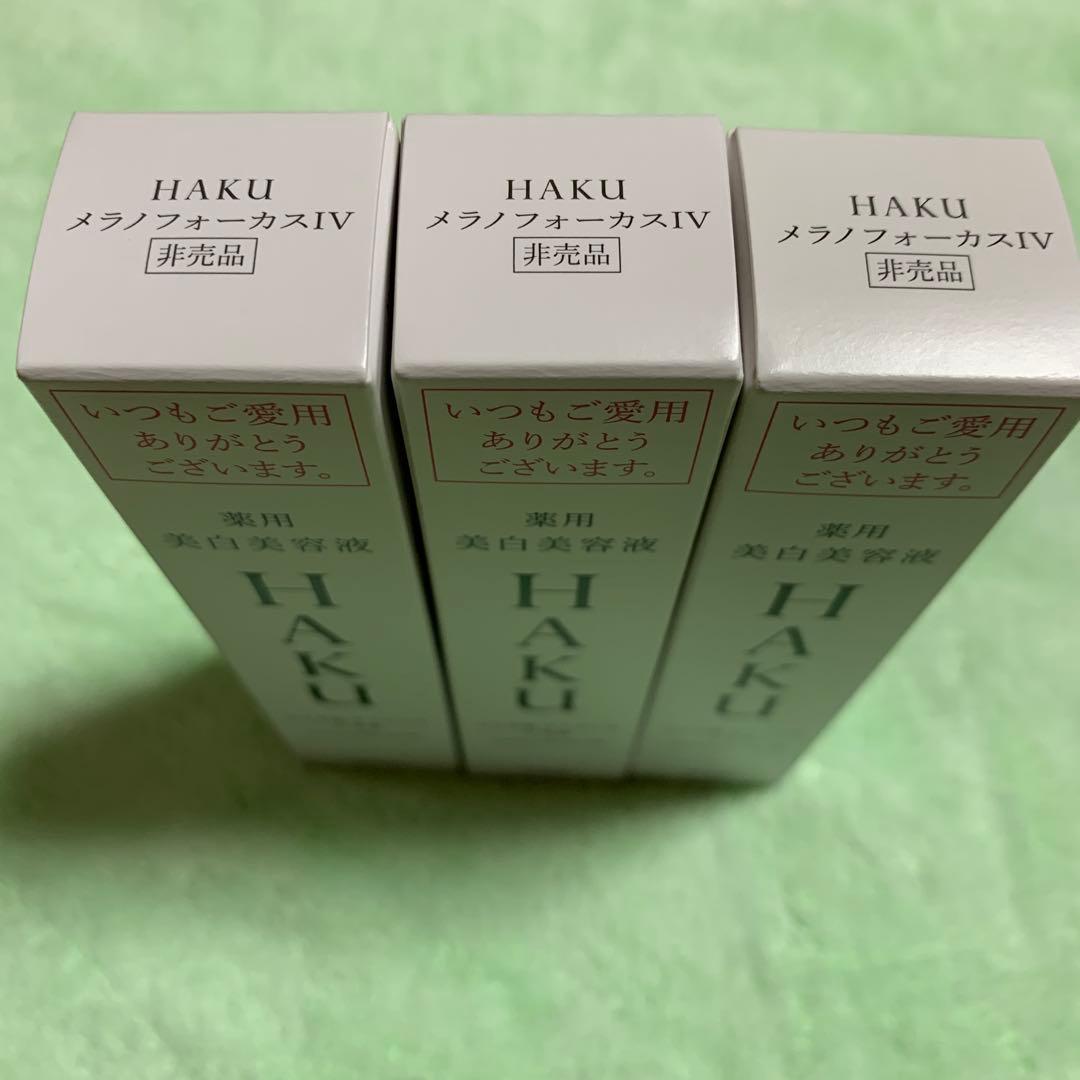 HAKU
メラノフォーカスIV
非売品
いつもご愛用
ありがとう
ございます。
薬用
美白美容液
HAKU
HAKU
メラノフォーカスIV
非売品
いつもご愛用
ありがとう
ございます。
薬用
美白美容液
HAKU
HAKU
メラノフォーカスIV
非売品
いつもご愛用
ありがとう
ございます。
薬用
美白美容液
HAKU